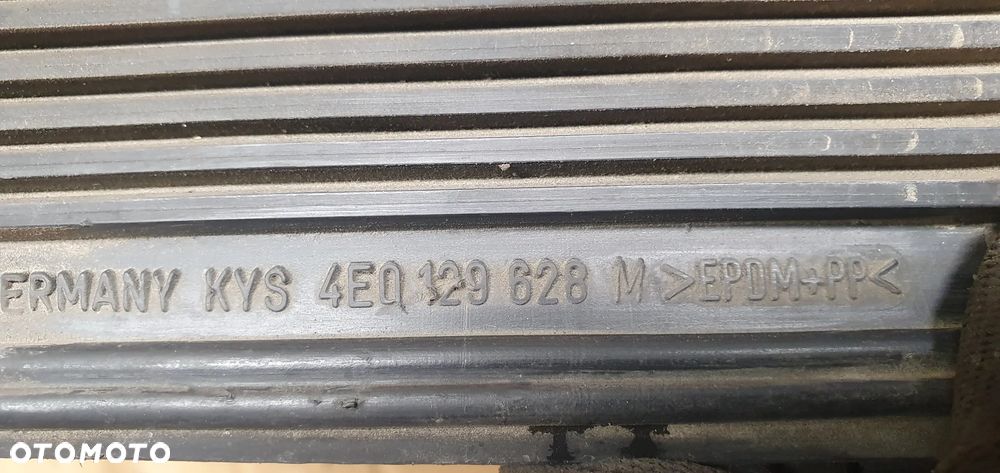 ERMANY KYS 4E0 129 628 M >EPDM+PP<
OTOMOTO